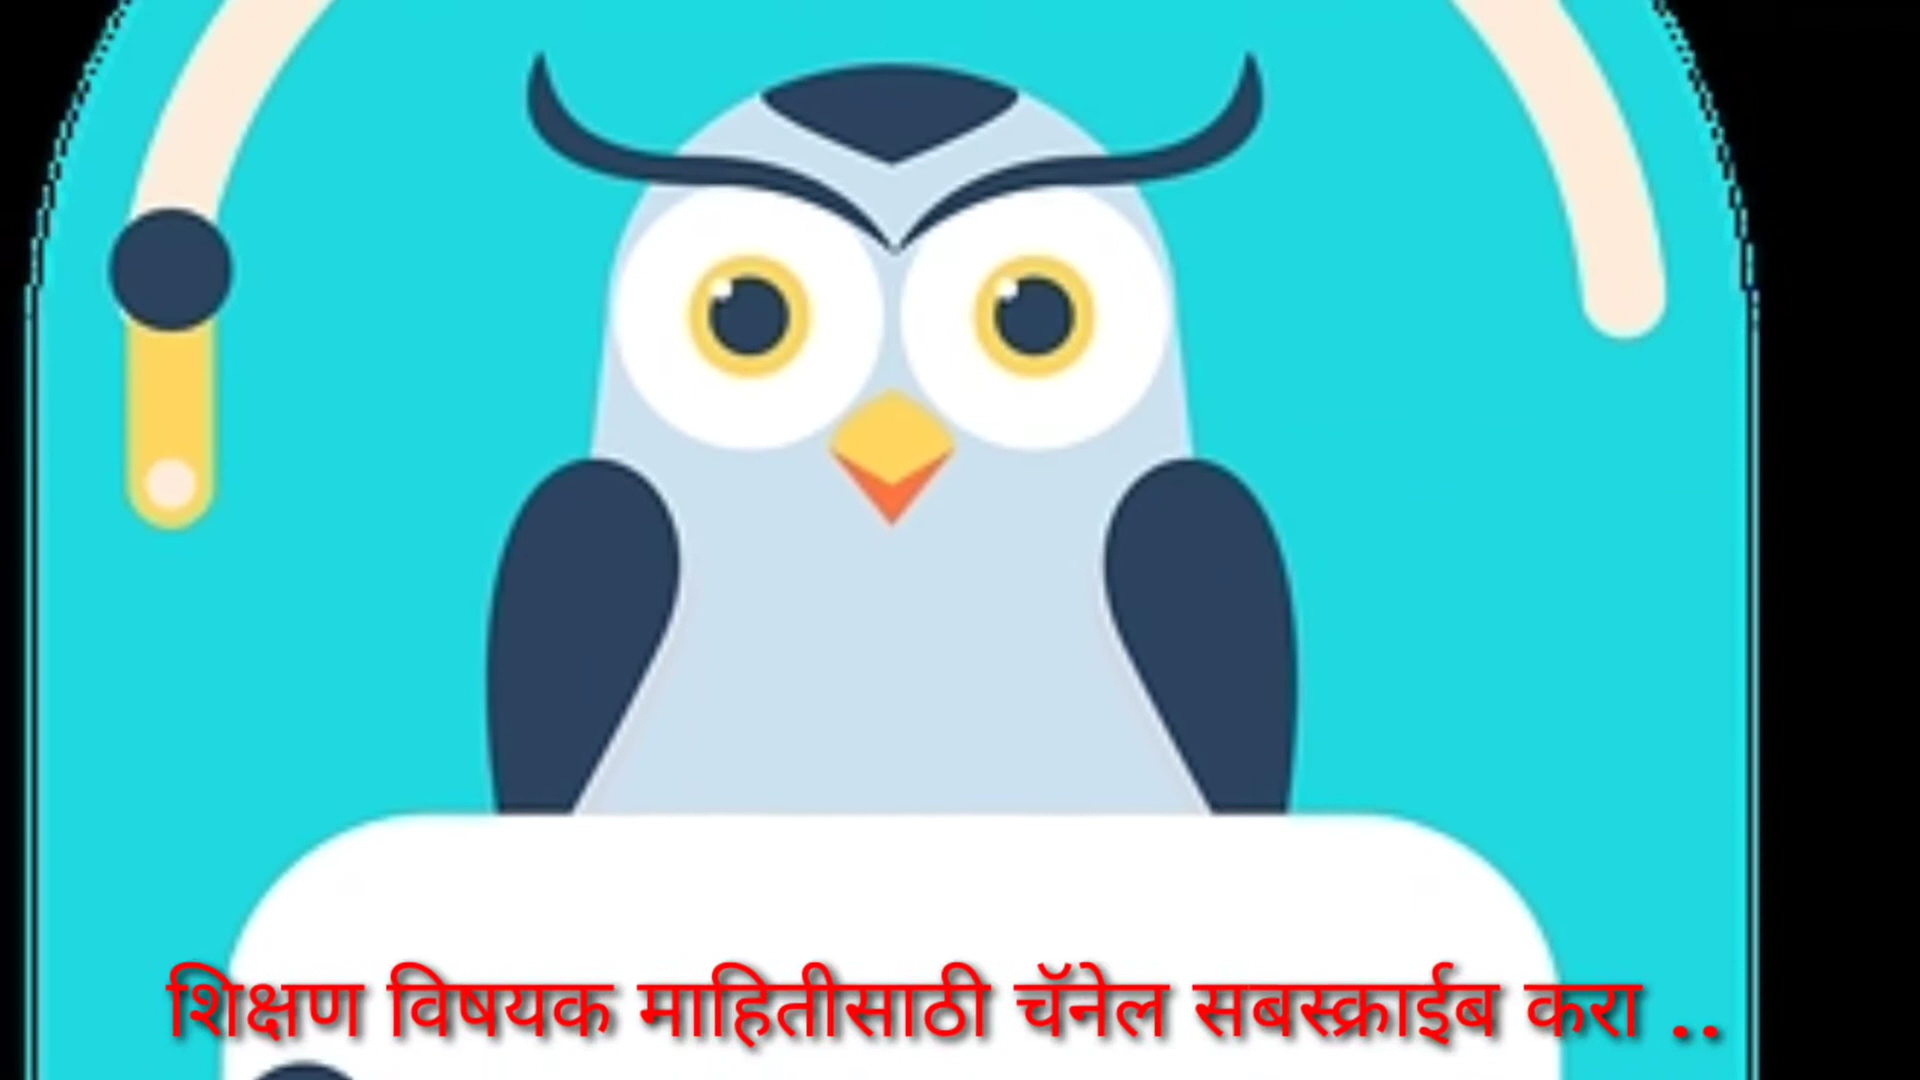 शिक्षण विषयक माहितीसाठी चॅनेल सबस्क्राईब करा ..